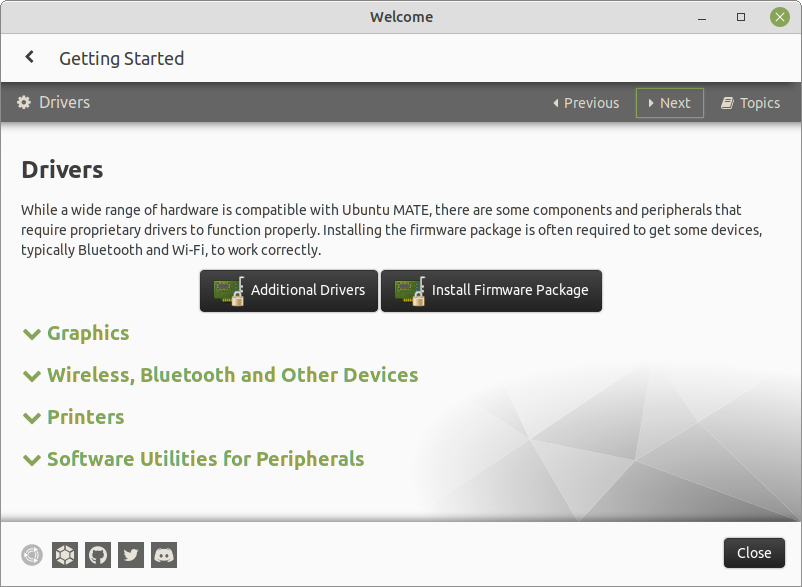 Welcome
Getting Started
Drivers
Previous
Next
Topics
Drivers
While a wide range of hardware is compatible with Ubuntu MATE, there are some components and peripherals that
require proprietary drivers to function properly. Installing the firmware package is often required to get some devices,
typically Bluetooth and Wi-Fi, to work correctly.
Additional Drivers
Install Firmware Package
Graphics
Wireless, Bluetooth and Other Devices
Printers
Software Utilities for Peripherals
Close